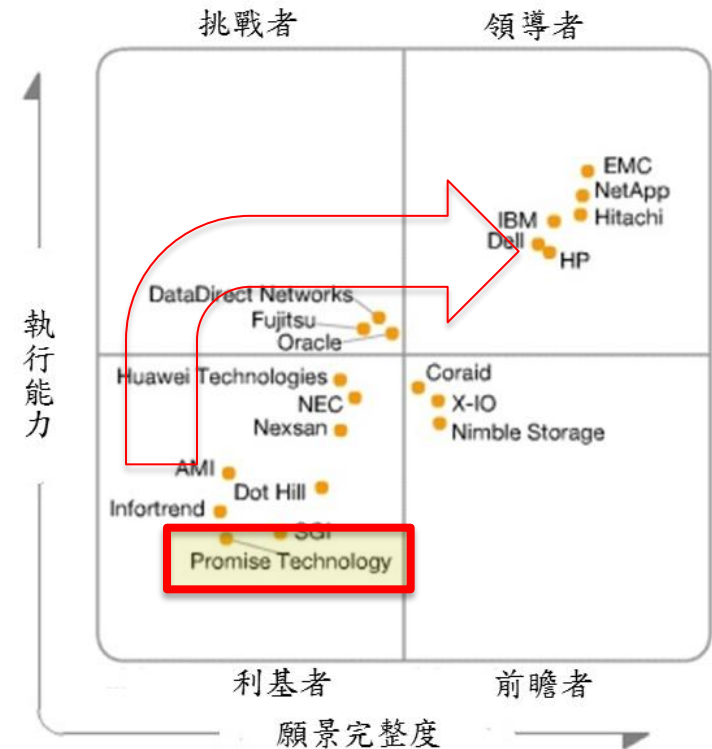 挑戰者
領導者
EMC
NetApp
IBM
Hitachi
Dell
HP
DataDirect Networks
Fujitsu
Oracle
執行能力
Huawei Technologies
Coraid
NEC
X-IO
Nexsan
Nimble Storage
AMI
Dot Hill
Infortrend
SGI
Promise Technology
利基者
前瞻者
願景完整度